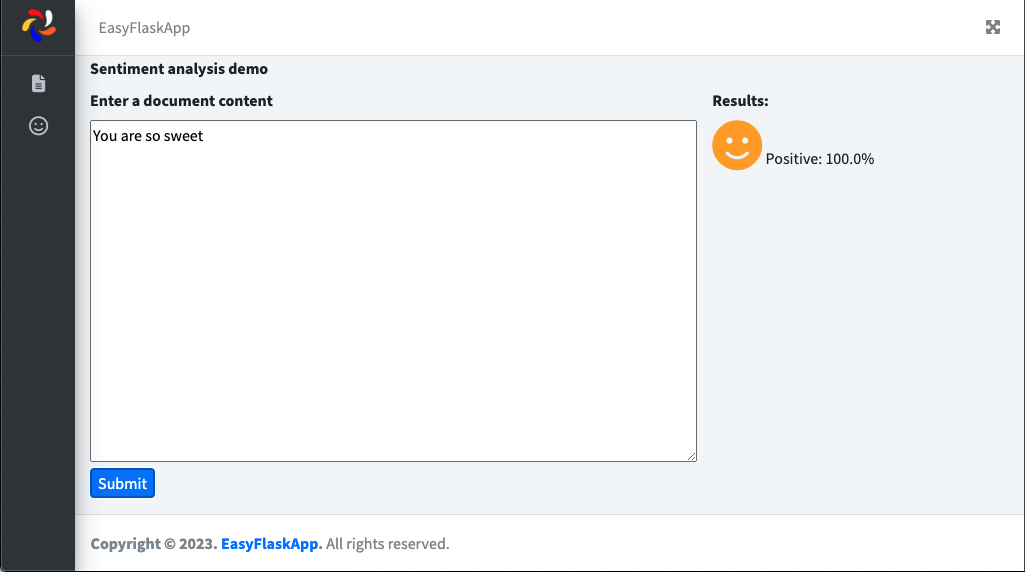 EasyFlaskApp
Sentiment analysis demo
Enter a document content
Results:
You are so sweet
Positive: 100.0%
Submit
Copyright © 2023. EasyFlaskApp. All rights reserved.